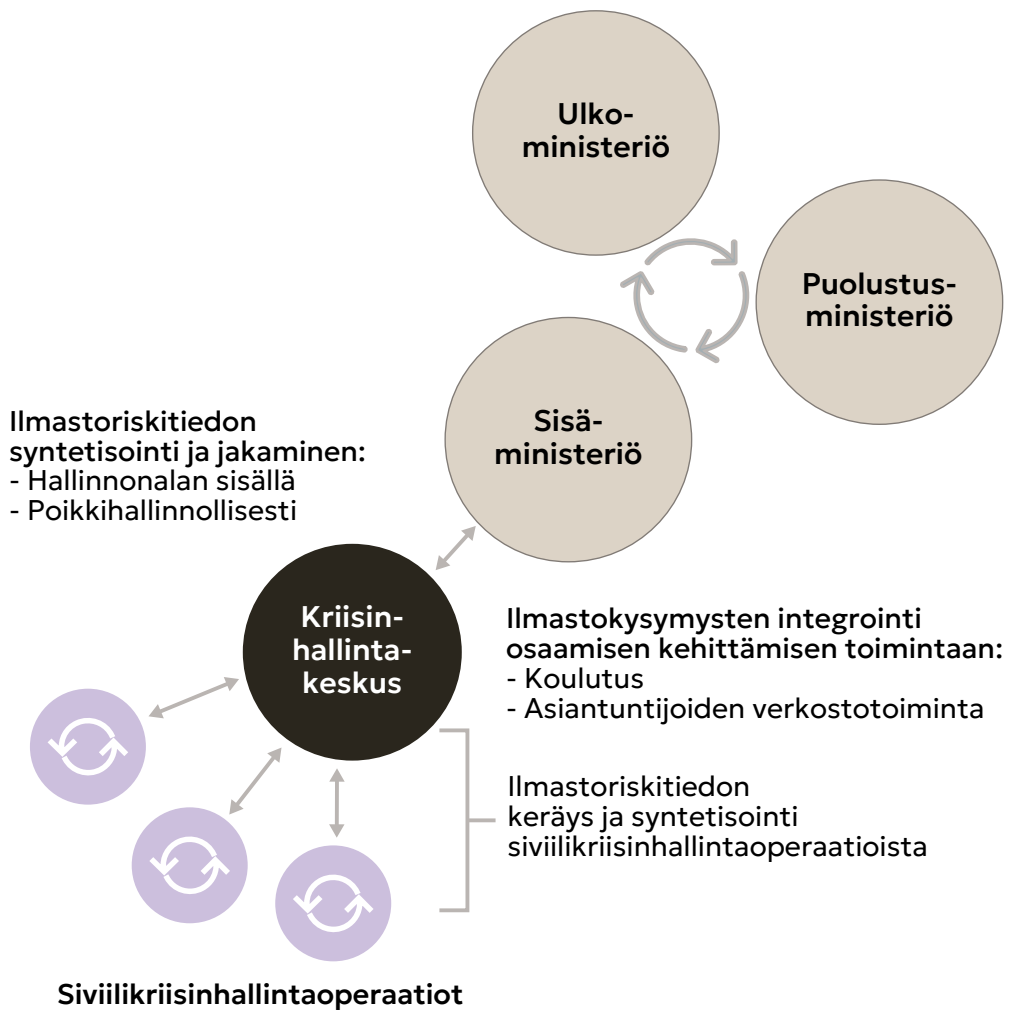 Ulko-
ministeriö
Puolustus-
ministeriö
Sisä-
ministeriö
Ilmastoriskitiedon
syntetisointi ja jakaminen:
- Hallinnonalan sisällä
- Poikkihallinnollisesti
Kriisin-
hallinta-
keskus
Ilmastokysymysten integrointi
osaamisen kehittämisen toimintaan:
- Koulutus
- Asiantuntijoiden verkostotoiminta
Ilmastoriskitiedon
keräys ja syntetisointi
siviilikriisinhallintaoperaatioista
Siviilikriisinhallintaoperaatiot